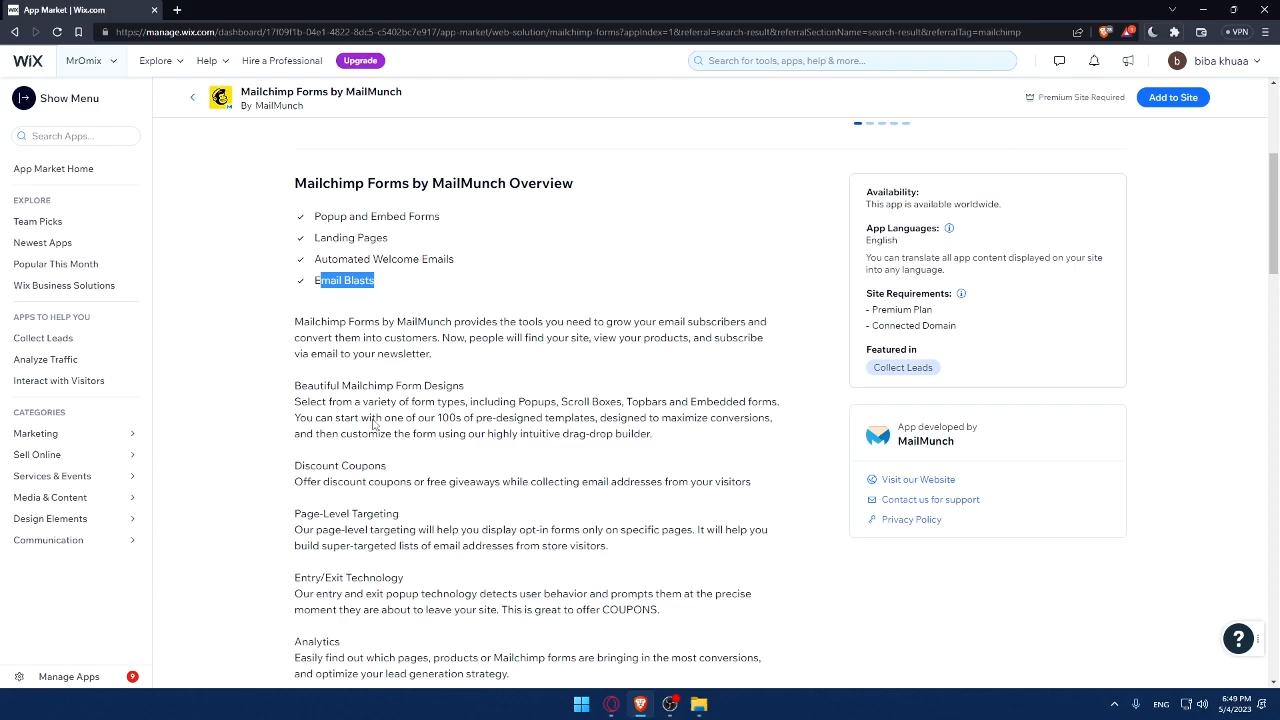 App Market | Wix.com
https://manage.wix.com/dashboard/17f09f1b-04e1-4822-8dc5-c5402bc7e917/app-market/web-solution/mailchimp-forms?appIndex=1&referral=search-result&referralSectionName=search-result&referralTag=mailchimp
VPN
WIX
MrOmix
Explore
Help
Hire a Professional
Upgrade
Search for tools, apps, help & more...
b
biba khuaa
Show Menu
Mailchimp Forms by MailMunch
By MailMunch
Premium Site Required
Add to Site
Search Apps...
App Market Home
EXPLORE
Team Picks
Newest Apps
Popular This Month
Wix Business Solutions
APPS TO HELP YOU
Collect Leads
Analyze Traffic
Interact with Visitors
CATEGORIES
Marketing
Sell Online
Services & Events
Media & Content
Design Elements
Communication
Manage Apps
9
Mailchimp Forms by MailMunch Overview
Popup and Embed Forms
Landing Pages
Automated Welcome Emails
Email Blasts
Mailchimp Forms by MailMunch provides the tools you need to grow your email subscribers and
convert them into customers. Now, people will find your site, view your products, and subscribe
via email to your newsletter.
Beautiful Mailchimp Form Designs
Select from a variety of form types, including Popups, Scroll Boxes, Topbars and Embedded forms.
You can start with one of our 100s of pre-designed templates, designed to maximize conversions,
and then customize the form using our highly intuitive drag-drop builder.
Discount Coupons
Offer discount coupons or free giveaways while collecting email addresses from your visitors
Page-Level Targeting
Our page-level targeting will help you display opt-in forms only on specific pages. It will help you
build super-targeted lists of email addresses from store visitors.
Entry/Exit Technology
Our entry and exit popup technology detects user behavior and prompts them at the precise
moment they are about to leave your site. This is great to offer COUPONS.
Analytics
Easily find out which pages, products or Mailchimp forms are bringing in the most conversions,
and optimize your lead generation strategy.
Availability:
This app is available worldwide.
App Languages:
English
You can translate all app content displayed on your site
into any language.
Site Requirements:
- Premium Plan
- Connected Domain
Featured in
Collect Leads
App developed by
MailMunch
Visit our Website
Contact us for support
Privacy Policy
?
ENG
6:49 PM
5/4/2023